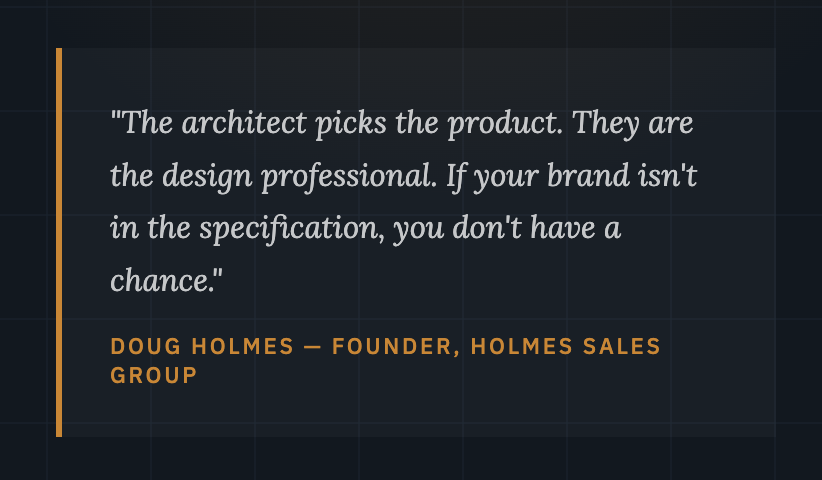 "The architect picks the product. They are
the design professional. If your brand isn't
in the specification, you don't have a
chance."
DOUG HOLMES — FOUNDER, HOLMES SALES
GROUP